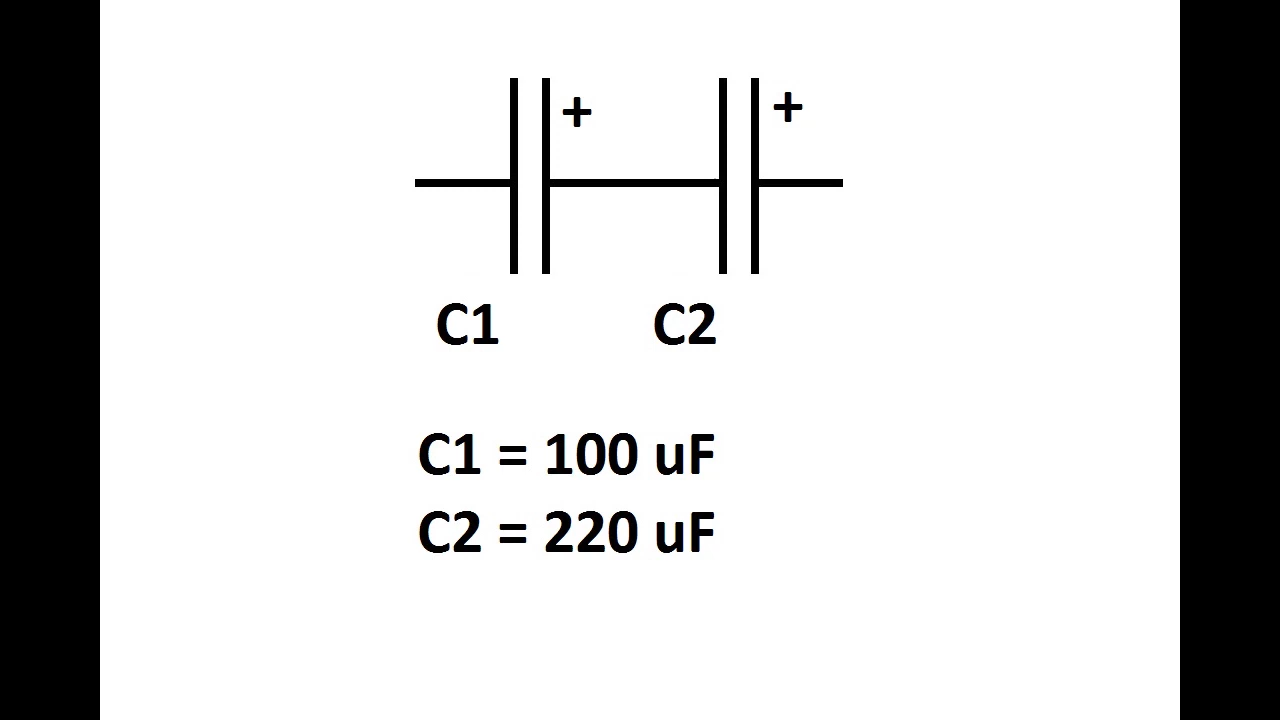 + +
C1 C2
C1 = 100 uF
C2 = 220 uF